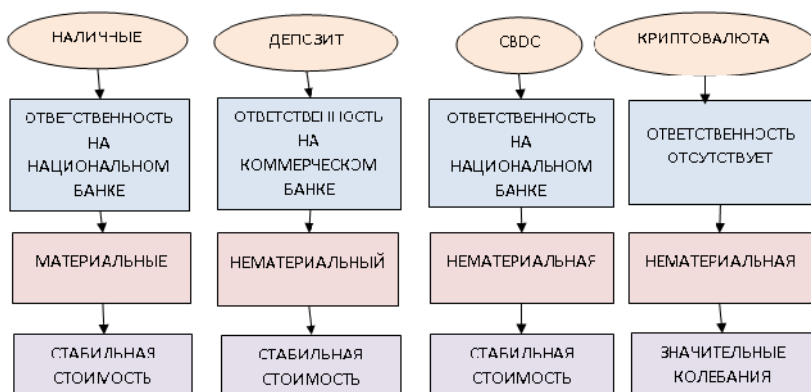 НАЛИЧНЫЕ
ОТВЕТСТВЕННОСТЬ
НА
НАЦИОНАЛЬНОМ
БАНКЕ
МАТЕРИАЛЬНЫЕ
СТАБИЛЬНАЯ
СТОИМОСТЬ
ДЕПОЗИТ
ОТВЕТСТВЕННОСТЬ
НА
КОММЕРЧЕСКОМ
БАНКЕ
НЕМАТЕРИАЛЬНЫЙ
СТАБИЛЬНАЯ
СТОИМОСТЬ
CBDC
ОТВЕТСТВЕННОСТЬ
НА
НАЦИОНАЛЬНОМ
БАНКЕ
НЕМАТЕРИАЛЬНАЯ
СТАБИЛЬНАЯ
СТОИМОСТЬ
КРИПТОВАЛЮТА
ОТВЕТСТВЕННОСТЬ
ОТСУТСТВУЕТ
НЕМАТЕРИАЛЬНАЯ
ЗНАЧИТЕЛЬНЫЕ
КОЛЕБАНИЯ